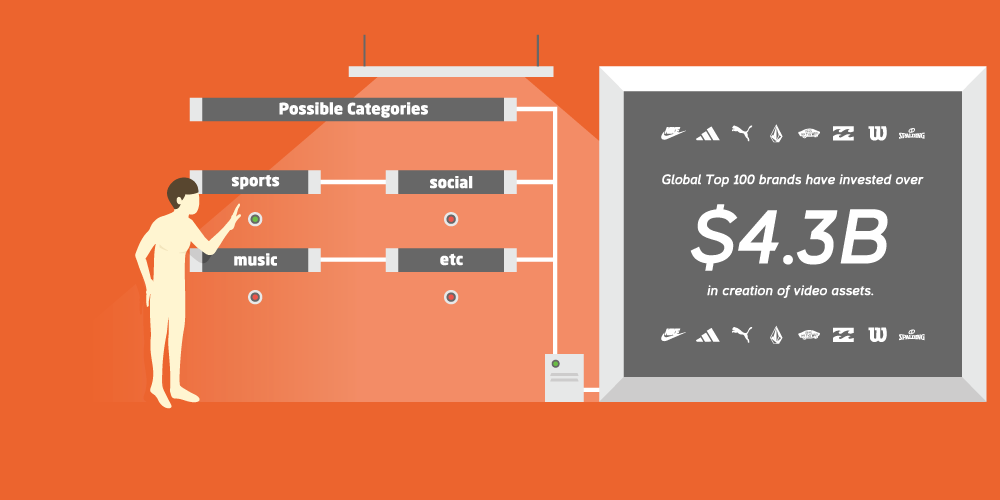 Possible Categories
sports
social
music
etc
Global Top 100 brands have invested over
$4.3B
in creation of video assets.
SPALDING
SPALDING